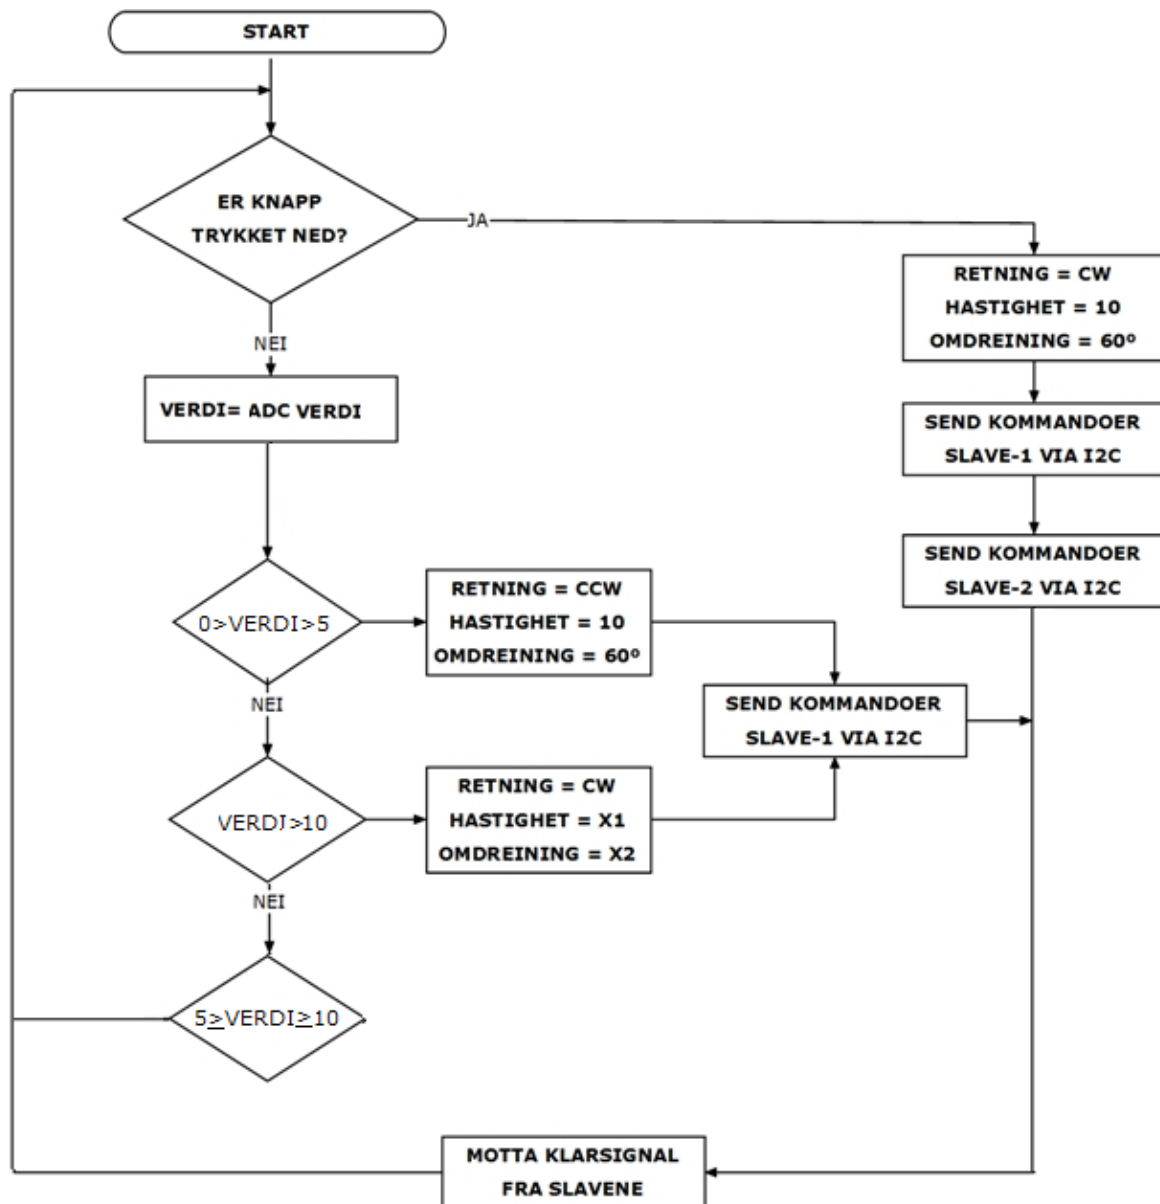 START
ER KNAPP
TRYKKET NED?
JA
RETNING = CW
HASTIGHET = 10
OMDREINING = 60º
NEI
VERDI= ADC VERDI
SEND KOMMANDOER
SLAVE-1 VIA I2C
SEND KOMMANDOER
SLAVE-2 VIA I2C
0>VERDI>5
RETNING = CCW
HASTIGHET = 10
OMDREINING = 60º
NEI
SEND KOMMANDOER
SLAVE-1 VIA I2C
VERDI>10
RETNING = CW
HASTIGHET = X1
OMDREINING = X2
NEI
5≥VERDI≥10
MOTTA KLARSIGNAL
FRA SLAVENE